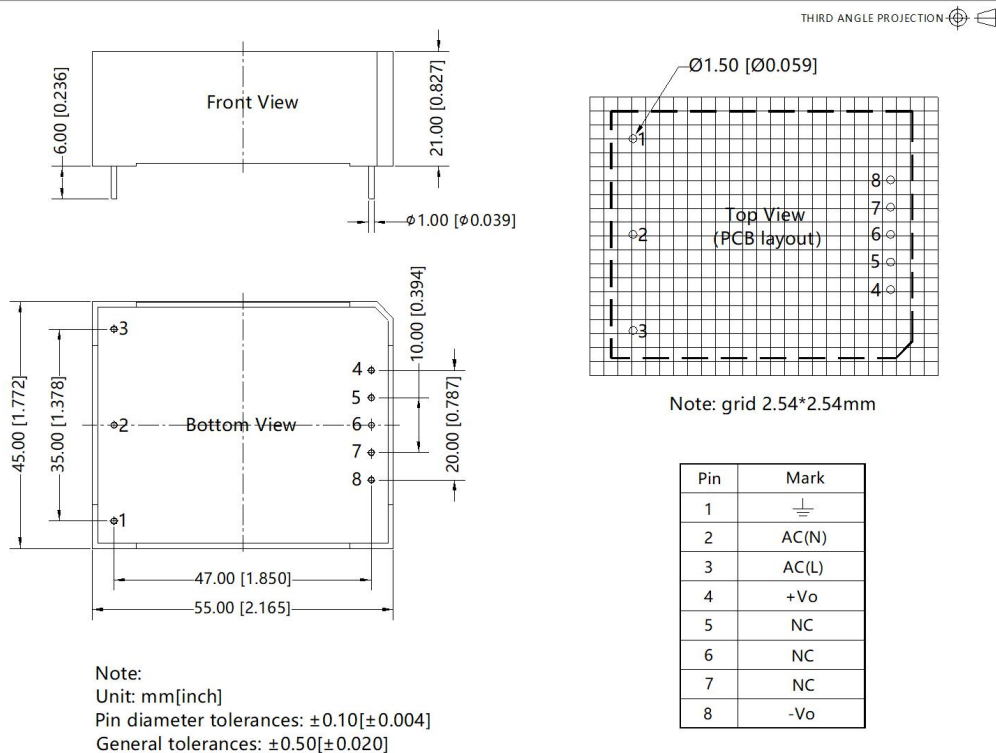 THIRD ANGLE PROJECTION
Front View
6.00 [0.236]
21.00 [0.827]
ϕ1.00 [ϕ0.039]
Ø1.50 [Ø0.059]
1
2
3
8
7
6
5
4
Top View
(PCB layout)
Note: grid 2.54*2.54mm
3
2
1
4
5
6
7
8
Bottom View
10.00 [0.394]
20.00 [0.787]
45.00 [1.772]
35.00 [1.378]
47.00 [1.850]
55.00 [2.165]
Pin Mark
1 ⏚
2 AC(N)
3 AC(L)
4 +Vo
5 NC
6 NC
7 NC
8 -Vo
Note:
Unit: mm[inch]
Pin diameter tolerances: ±0.10[±0.004]
General tolerances: ±0.50[±0.020]